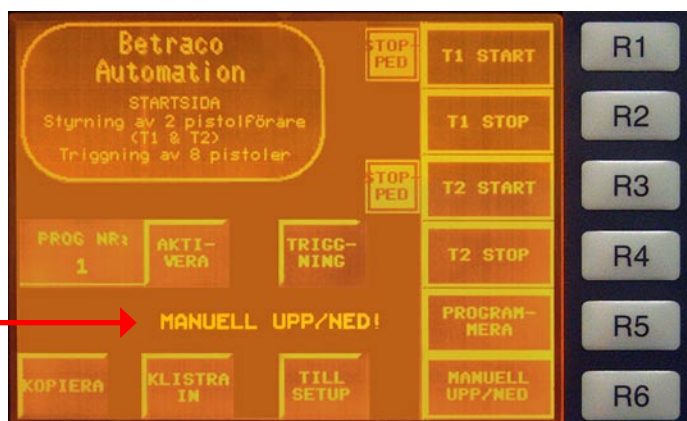 Betraco
Automation
STARTSIDA
Styrning av 2 pistolförare
(T1 & T2)
Triggning av 8 pistoler
STOP-
PED
T1 START
R1
T1 STOP
R2
STOP-
PED
T2 START
R3
PROG NR:
1
AKTI-
VERA
TRIGG-
NING
T2 STOP
R4
MANUELL UPP/NED!
PROGRAM-
MERA
R5
KOPIERA
KLISTRA
IN
TILL
SETUP
MANUELL
UPP/NED
R6